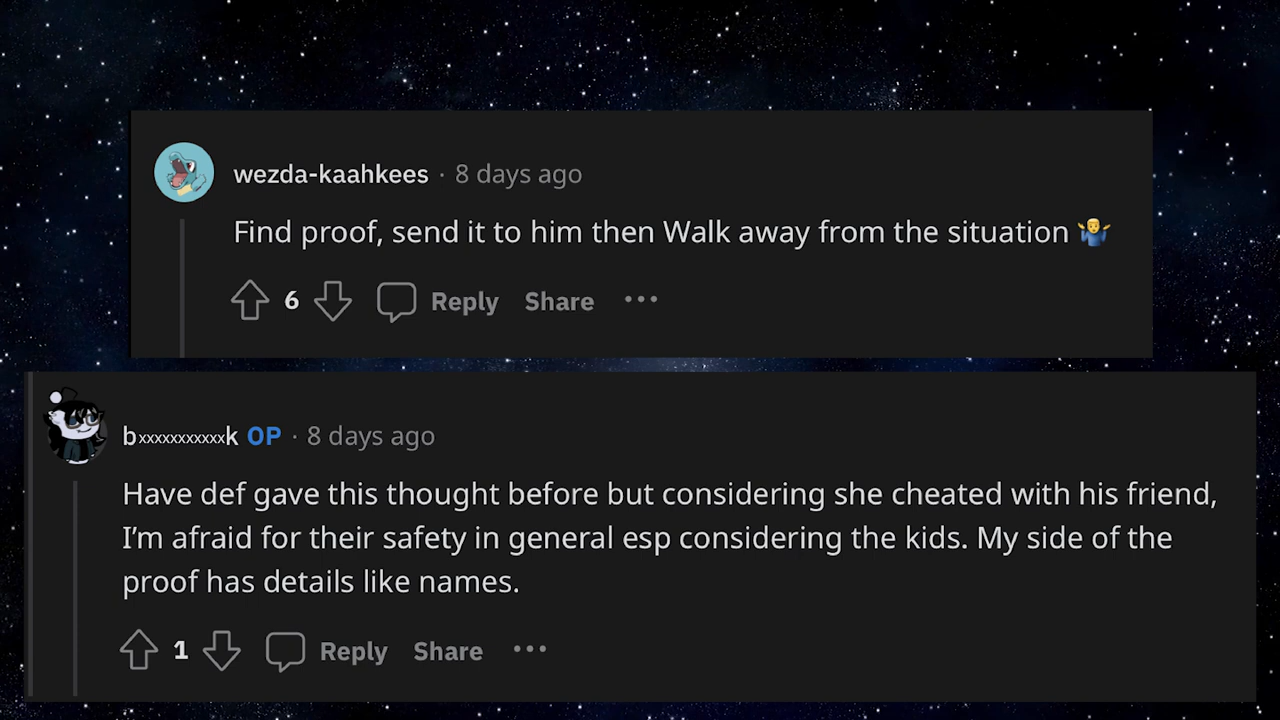 wezda-kaahkees · 8 days ago
Find proof, send it to him then Walk away from the situation 🤷‍♂️
6 Reply Share ···
bxxxxxxxxxxxk OP · 8 days ago
Have def gave this thought before but considering she cheated with his friend,
I'm afraid for their safety in general esp considering the kids. My side of the
proof has details like names.
1 Reply Share ···